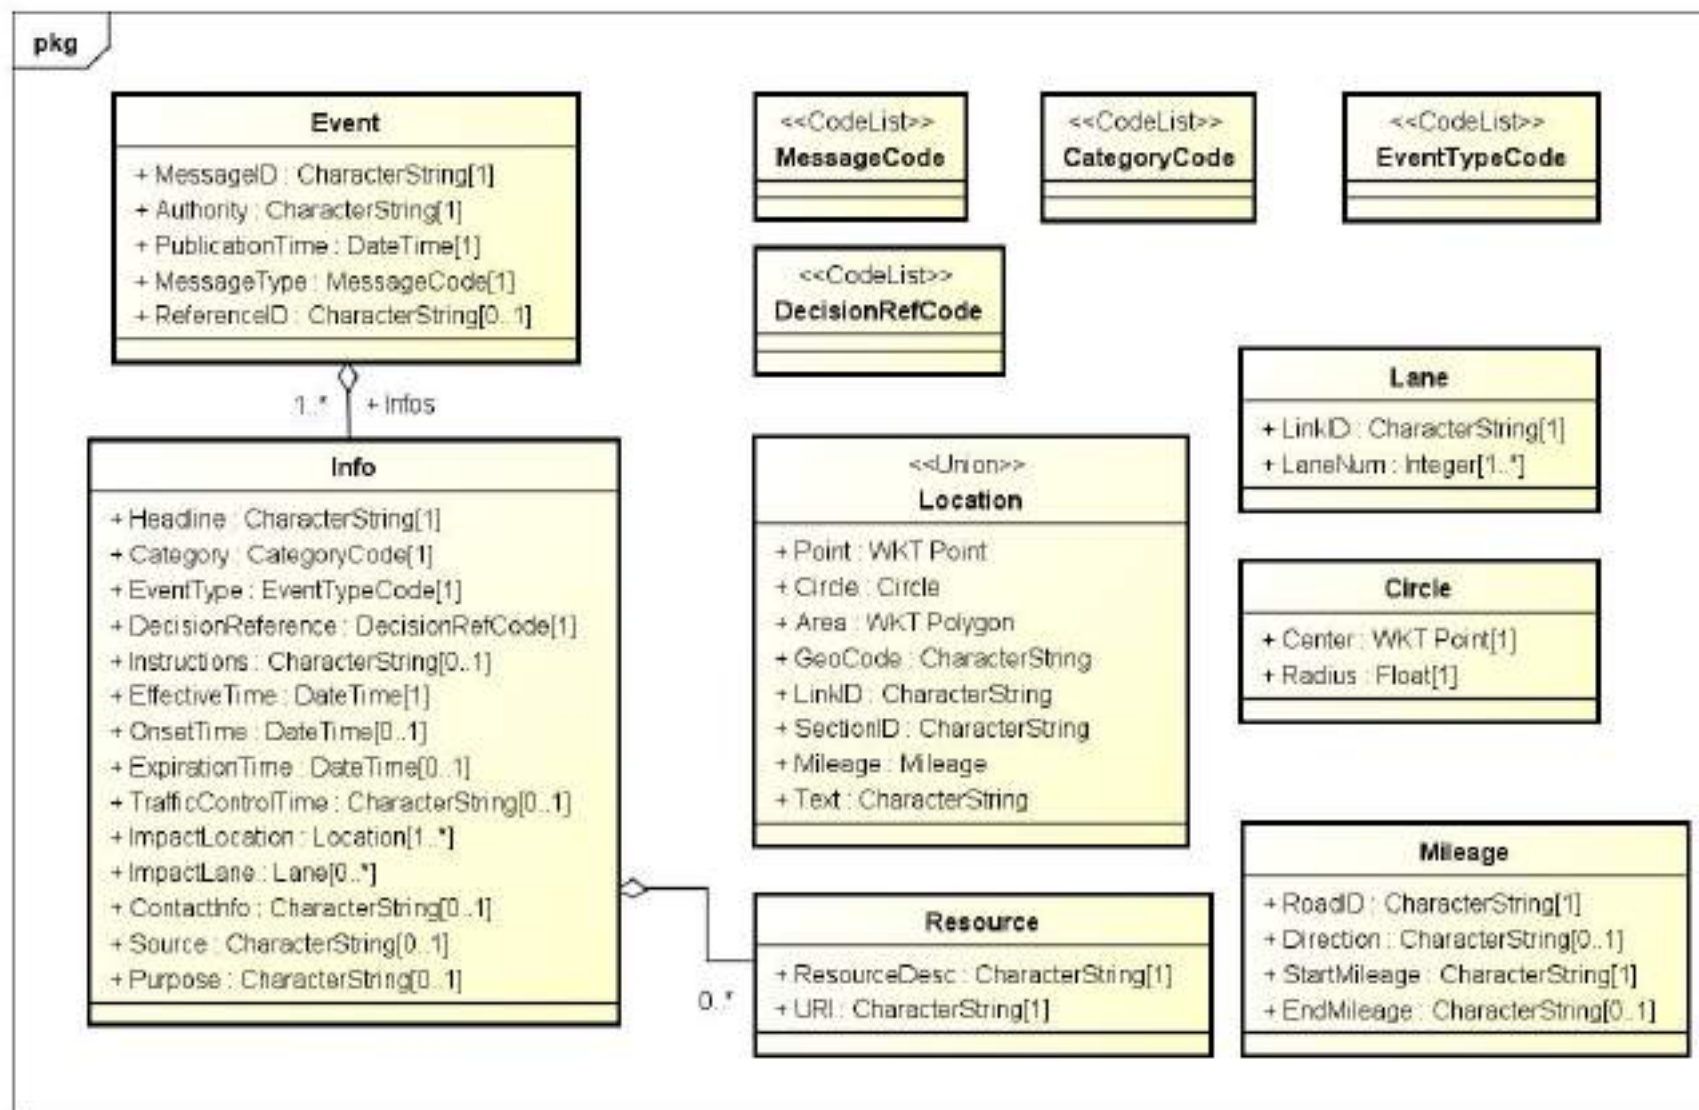 pkg
Event
+ MessageID : CharacterString[1]
+ Authority : CharacterString[1]
+ PublicationTime : DateTime[1]
+ MessageType : MessageCode[1]
+ ReferenceID : CharacterString[0..1]
1..*
+ Infos
Info
+ Headline : CharacterString[1]
+ Category : CategoryCode[1]
+ EventType : EventTypeCode[1]
+ DecisionReference : DecisionRefCode[1]
+ Instructions : CharacterString[0..1]
+ EffectiveTime : DateTime[1]
+ OnsetTime : DateTime[0..1]
+ ExpirationTime : DateTime[0..1]
+ TrafficControlTime : CharacterString[0..1]
+ ImpactLocation : Location[1..*]
+ ImpactLane : Lane[0..*]
+ ContactInfo : CharacterString[0..1]
+ Source : CharacterString[0..1]
+ Purpose : CharacterString[0..1]
<<CodeList>>
MessageCode
<<CodeList>>
CategoryCode
<<CodeList>>
EventTypeCode
<<CodeList>>
DecisionRefCode
<<Union>>
Location
+ Point : WKT Point
+ Circle : Circle
+ Area : WKT Polygon
+ GeoCode : CharacterString
+ LinkID : CharacterString
+ SectionID : CharacterString
+ Mileage : Mileage
+ Text : CharacterString
0..*
Resource
+ ResourceDesc : CharacterString[1]
+ URI : CharacterString[1]
Lane
+ LinkID : CharacterString[1]
+ LaneNum : Integer[1..*]
Circle
+ Center : WKT Point[1]
+ Radius : Float[1]
Mileage
+ RoadID : CharacterString[1]
+ Direction : CharacterString[0..1]
+ StartMileage : CharacterString[1]
+ EndMileage : CharacterString[0..1]